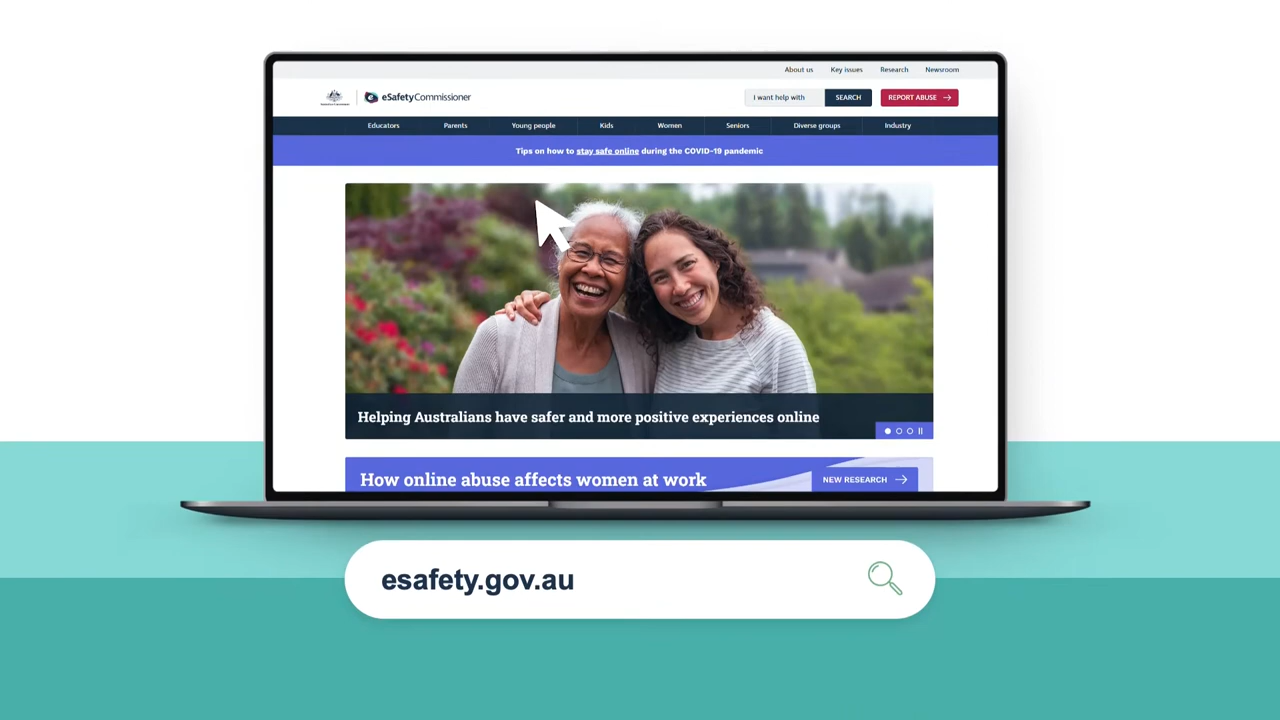 About us Key issues Research Newsroom
eSafetyCommissioner
I want help with SEARCH REPORT ABUSE
Educators Parents Young people Kids Women Seniors Diverse groups Industry
Tips on how to stay safe online during the COVID-19 pandemic
Helping Australians have safer and more positive experiences online
How online abuse affects women at work
NEW RESEARCH
esafety.gov.au